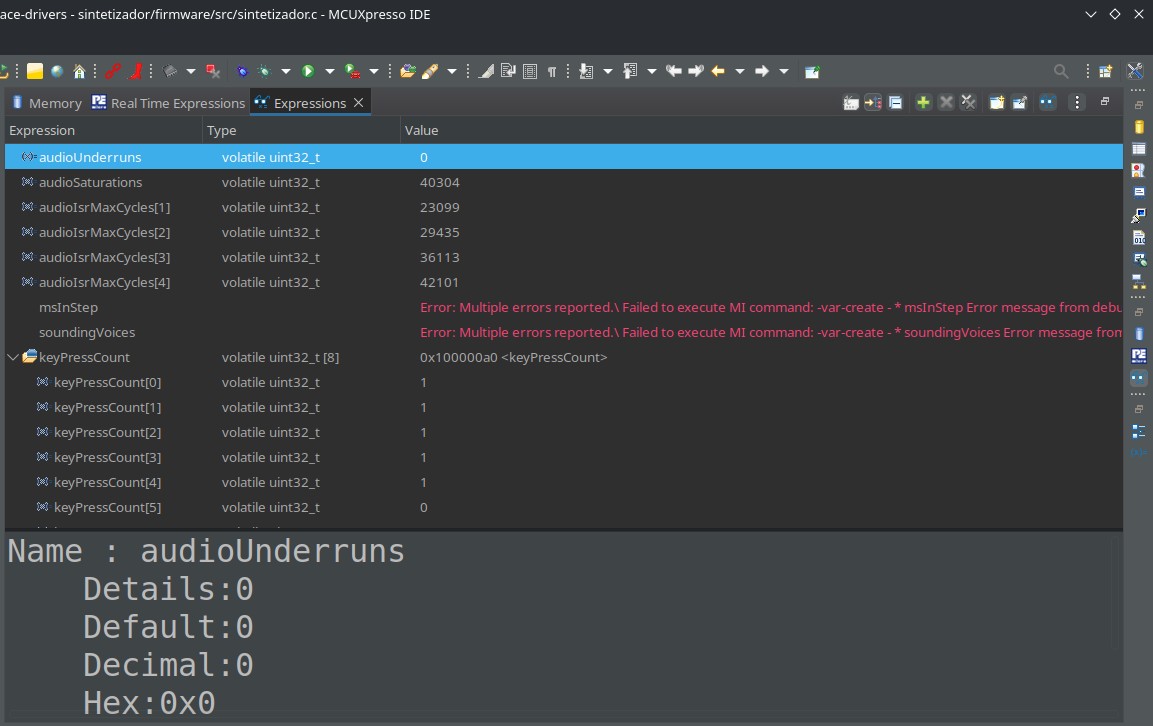 ace-drivers - sintetizador/firmware/src/sintetizador.c - MCUXpresso IDE
Memory Real Time Expressions Expressions
Expression Type Value
audioUnderruns volatile uint32_t 0
audioSaturations volatile uint32_t 40304
audioIsrMaxCycles[1] volatile uint32_t 23099
audioIsrMaxCycles[2] volatile uint32_t 29435
audioIsrMaxCycles[3] volatile uint32_t 36113
audioIsrMaxCycles[4] volatile uint32_t 42101
msInStep Error: Multiple errors reported.\ Failed to execute MI command: -var-create - * msInStep Error message from debu
soundingVoices Error: Multiple errors reported.\ Failed to execute MI command: -var-create - * soundingVoices Error message from
keyPressCount volatile uint32_t [8] 0x100000a0 <keyPressCount>
keyPressCount[0] volatile uint32_t 1
keyPressCount[1] volatile uint32_t 1
keyPressCount[2] volatile uint32_t 1
keyPressCount[3] volatile uint32_t 1
keyPressCount[4] volatile uint32_t 1
keyPressCount[5] volatile uint32_t 0
Name : audioUnderruns
Details:0
Default:0
Decimal:0
Hex:0x0